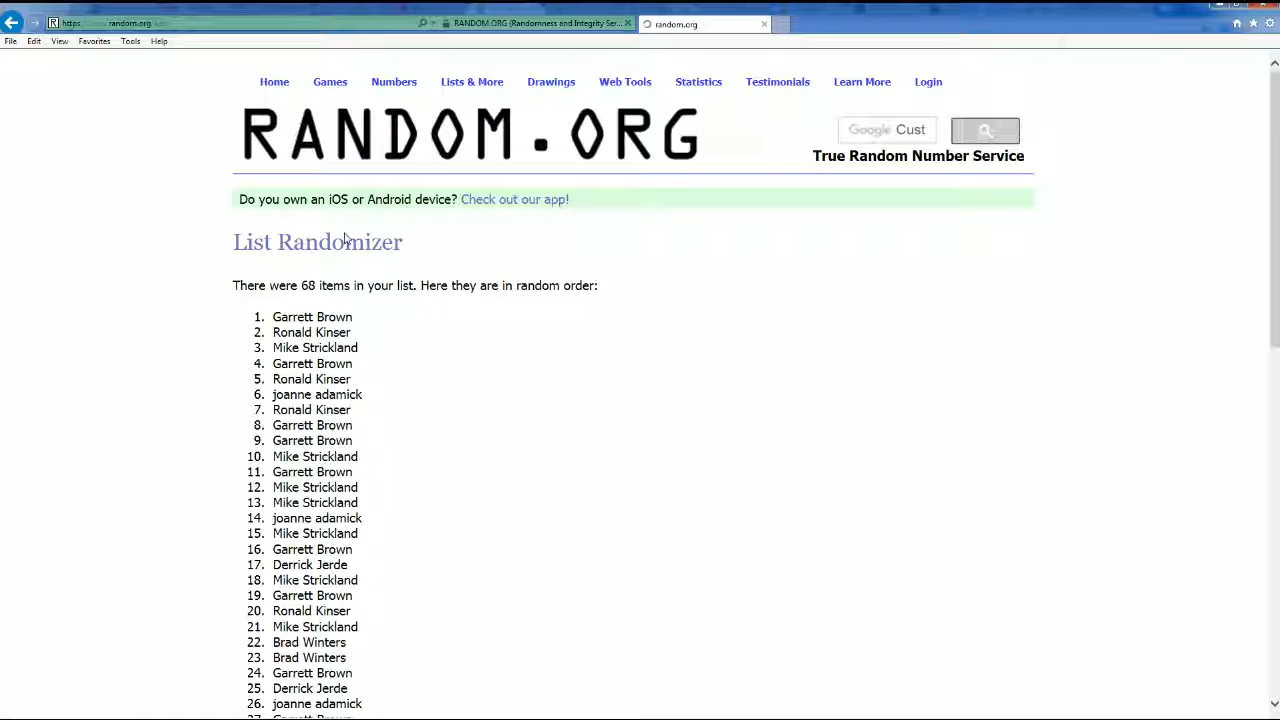 https: random.org
RANDOM.ORG (Randomness and Integrity Ser...
random.org
File Edit View Favorites Tools Help
Home Games Numbers Lists & More Drawings Web Tools Statistics Testimonials Learn More Login
RANDOM.ORG
Google Cust
True Random Number Service
Do you own an iOS or Android device? Check out our app!
List Randomizer
There were 68 items in your list. Here they are in random order:
1. Garrett Brown
2. Ronald Kinser
3. Mike Strickland
4. Garrett Brown
5. Ronald Kinser
6. joanne adamick
7. Ronald Kinser
8. Garrett Brown
9. Garrett Brown
10. Mike Strickland
11. Garrett Brown
12. Mike Strickland
13. Mike Strickland
14. joanne adamick
15. Mike Strickland
16. Garrett Brown
17. Derrick Jerde
18. Mike Strickland
19. Garrett Brown
20. Ronald Kinser
21. Mike Strickland
22. Brad Winters
23. Brad Winters
24. Garrett Brown
25. Derrick Jerde
26. joanne adamick
27. Garrett Brown